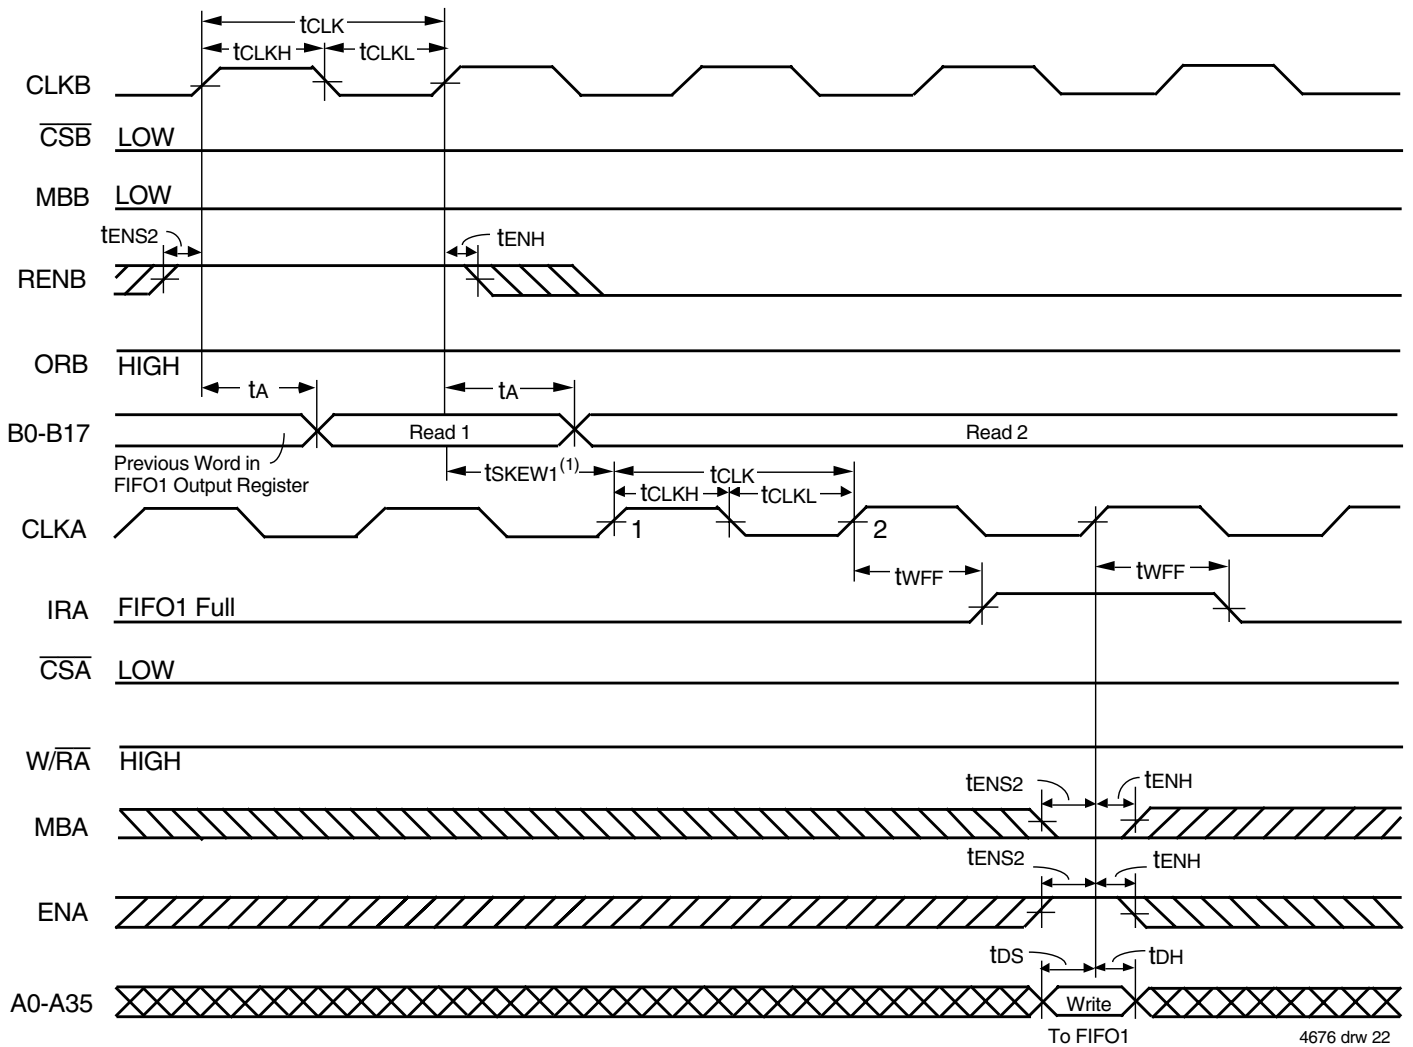 tCLK
tCLKH tCLKL
CLKB
CSB LOW
MBB LOW
tENS2 tENH
RENB
ORB HIGH
tA tA
B0-B17 Read 1 Read 2
Previous Word in
FIFO1 Output Register
tSKEW1(1) tCLK
tCLKH tCLKL
CLKA 1 2
tWFF tWFF
IRA FIFO1 Full
CSA LOW
W/RA HIGH
tENS2 tENH
MBA
tENS2 tENH
ENA
tDS tDH
A0-A35 Write
To FIFO1
4676 drw 22